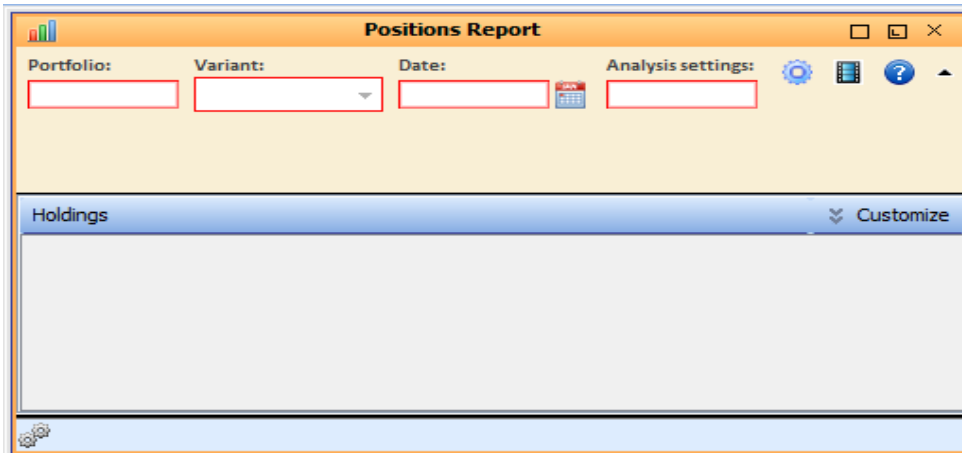 Positions Report
Portfolio: Variant: Date: Analysis settings:
Holdings Customize